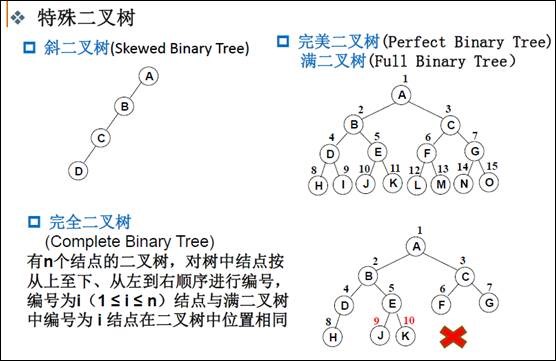 ❖ 特殊二叉树
斜二叉树(Skewed Binary Tree)
A
B
C
D
完美二叉树(Perfect Binary Tree)
满二叉树(Full Binary Tree)
1
A
2 3
B C
4 5 6 7
D E F G
8 9 10 11 12 13 14 15
H I J K L M N O
完全二叉树
(Complete Binary Tree)
有n个结点的二叉树，对树中结点按
从上至下、从左到右顺序进行编号，
编号为i（1 ≤ i ≤ n）结点与满二叉树
中编号为 i 结点在二叉树中位置相同
1
A
2 3
B C
4 5 6 7
D E F G
8 9 10
H J K